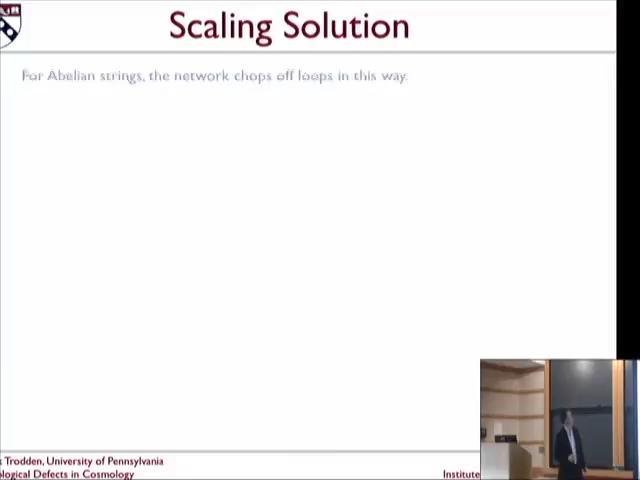 Scaling Solution
For Abelian strings, the network chops off loops in this way.
Trodden, University of Pennsylvania
ological Defects in Cosmology
Institute